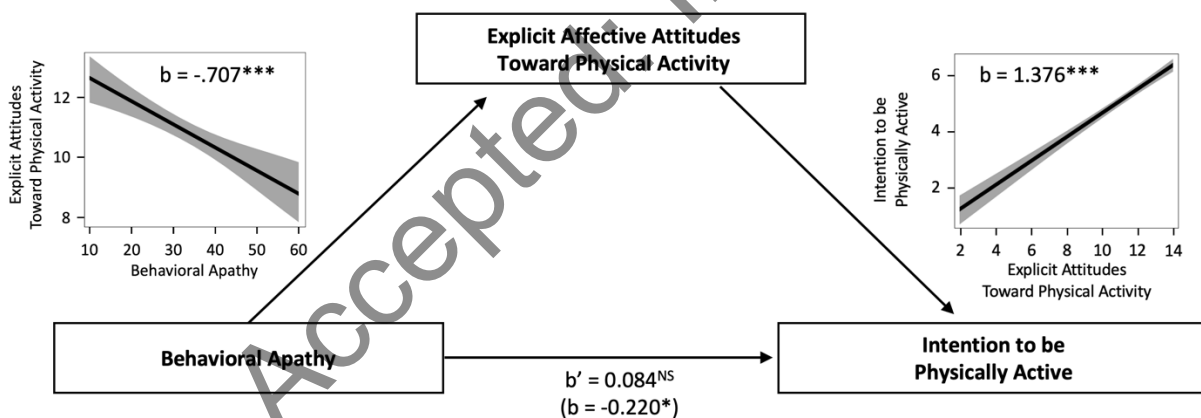 Explicit Affective Attitudes
Toward Physical Activity
b = -.707***
Explicit Attitudes
Toward Physical Activity
12
10
8
10 20 30 40 50 60
Behavioral Apathy
b = 1.376***
Intention to be
Physically Active
6
4
2
2 4 6 8 10 12 14
Explicit Attitudes
Toward Physical Activity
Behavioral Apathy
b' = 0.084NS
(b = -0.220*)
Intention to be
Physically Active
Accepted: